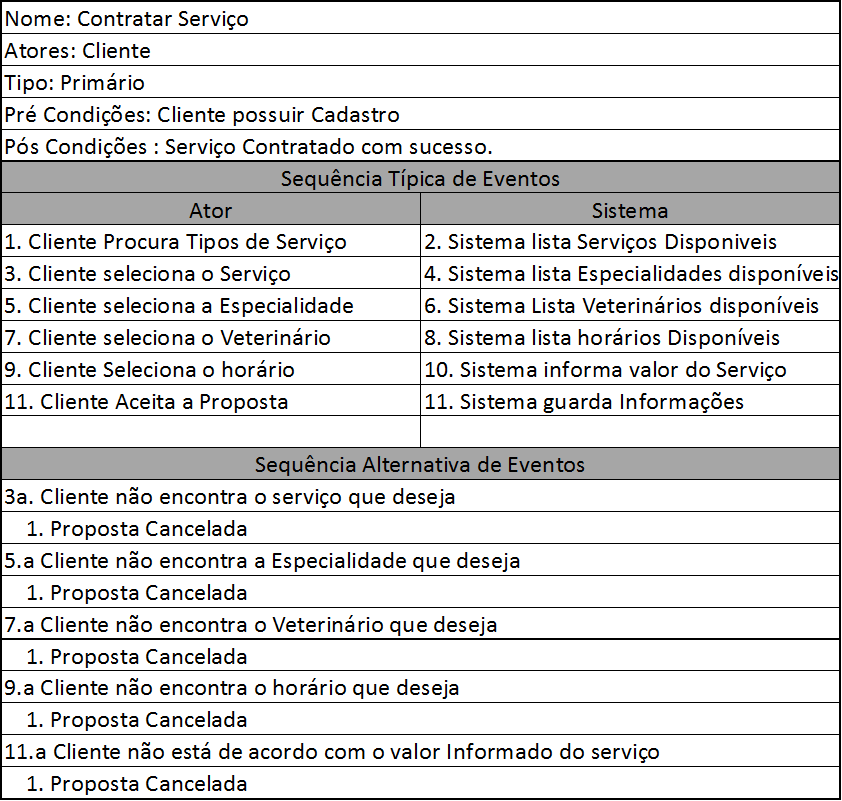 Nome: Contratar Serviço
Atores: Cliente
Tipo: Primário
Pré Condições: Cliente possuir Cadastro
Pós Condições : Serviço Contratado com sucesso.
Sequência Típica de Eventos
Ator Sistema
1. Cliente Procura Tipos de Serviço 2. Sistema lista Serviços Disponiveis
3. Cliente seleciona o Serviço 4. Sistema lista Especialidades disponíveis
5. Cliente seleciona a Especialidade 6. Sistema Lista Veterinários disponíveis
7. Cliente seleciona o Veterinário 8. Sistema lista horários Disponíveis
9. Cliente Seleciona o horário 10. Sistema informa valor do Serviço
11. Cliente Aceita a Proposta 11. Sistema guarda Informações
Sequência Alternativa de Eventos
3a. Cliente não encontra o serviço que deseja
1. Proposta Cancelada
5.a Cliente não encontra a Especialidade que deseja
1. Proposta Cancelada
7.a Cliente não encontra o Veterinário que deseja
1. Proposta Cancelada
9.a Cliente não encontra o horário que deseja
1. Proposta Cancelada
11.a Cliente não está de acordo com o valor Informado do serviço
1. Proposta Cancelada